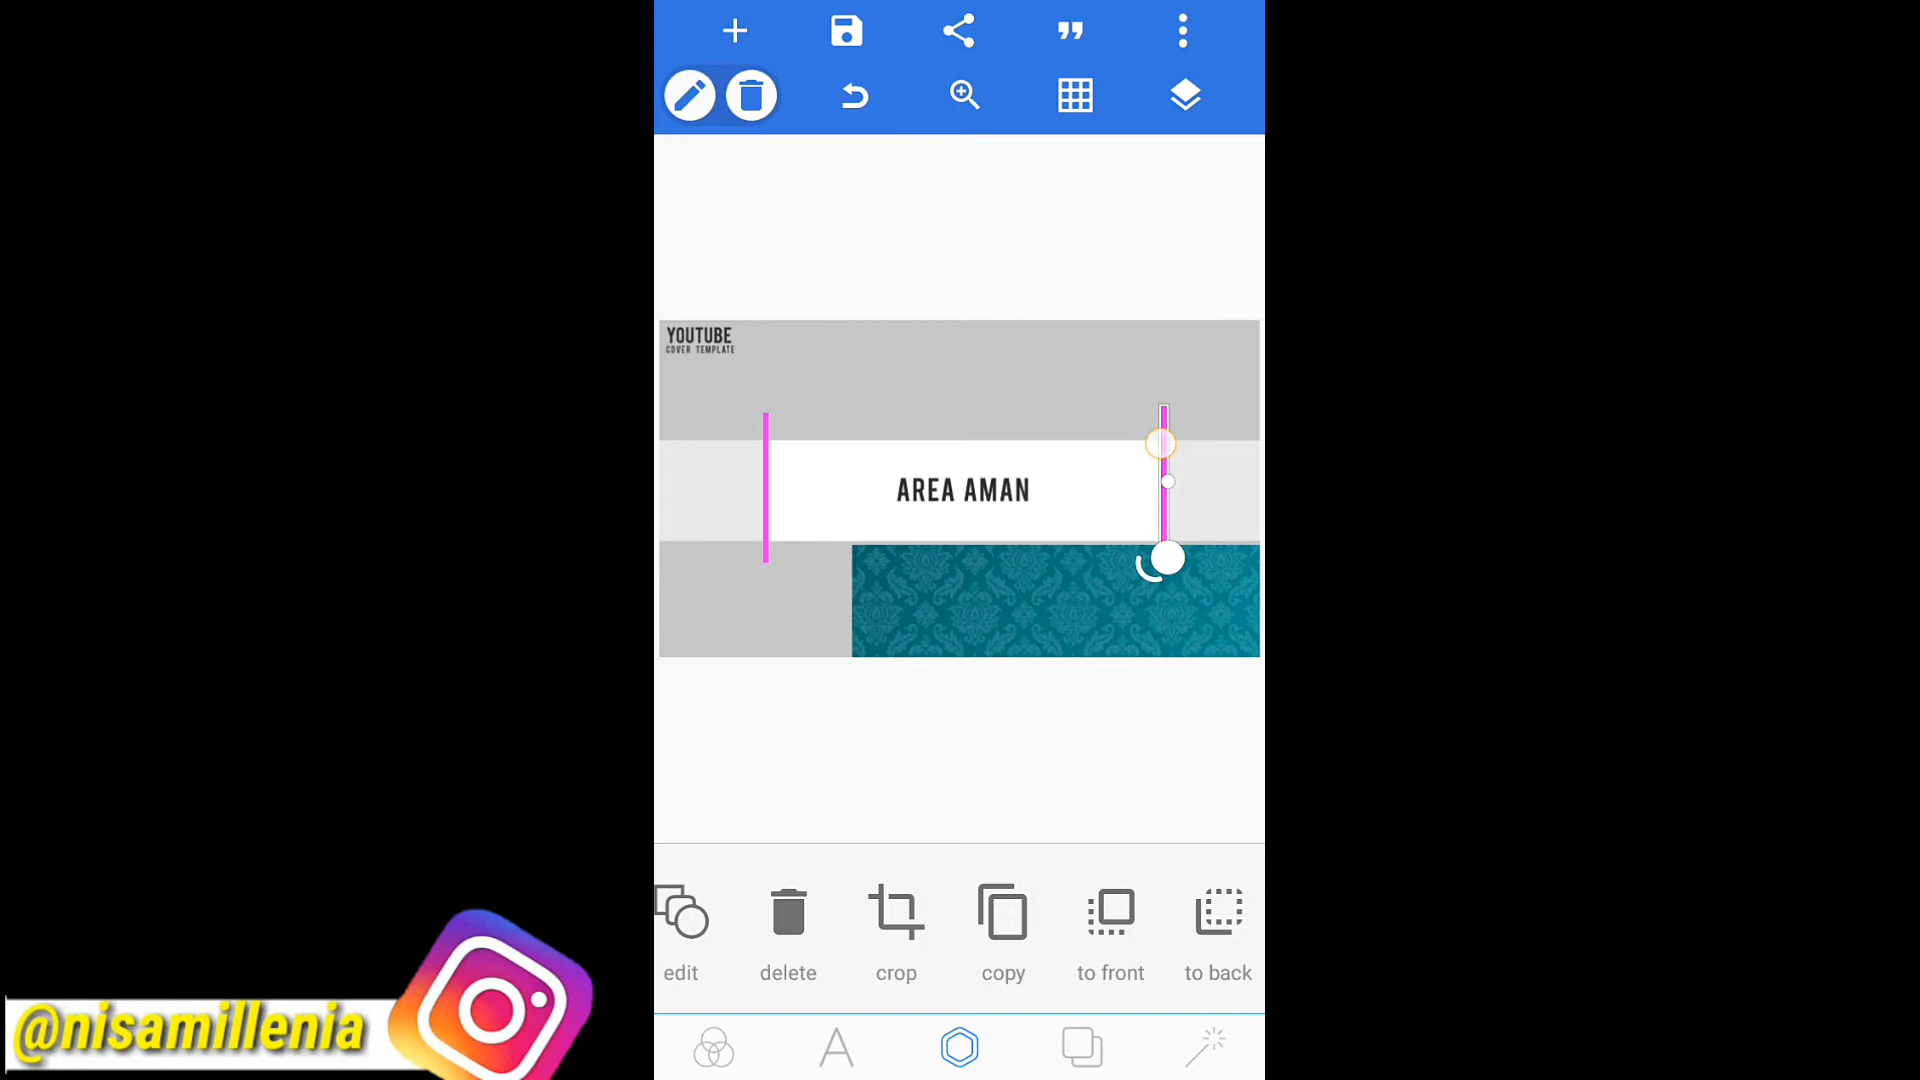 YOUTUBE
COVER TEMPLATE
AREA AMAN
edit
delete
crop
copy
to front
to back
@nisamillenia